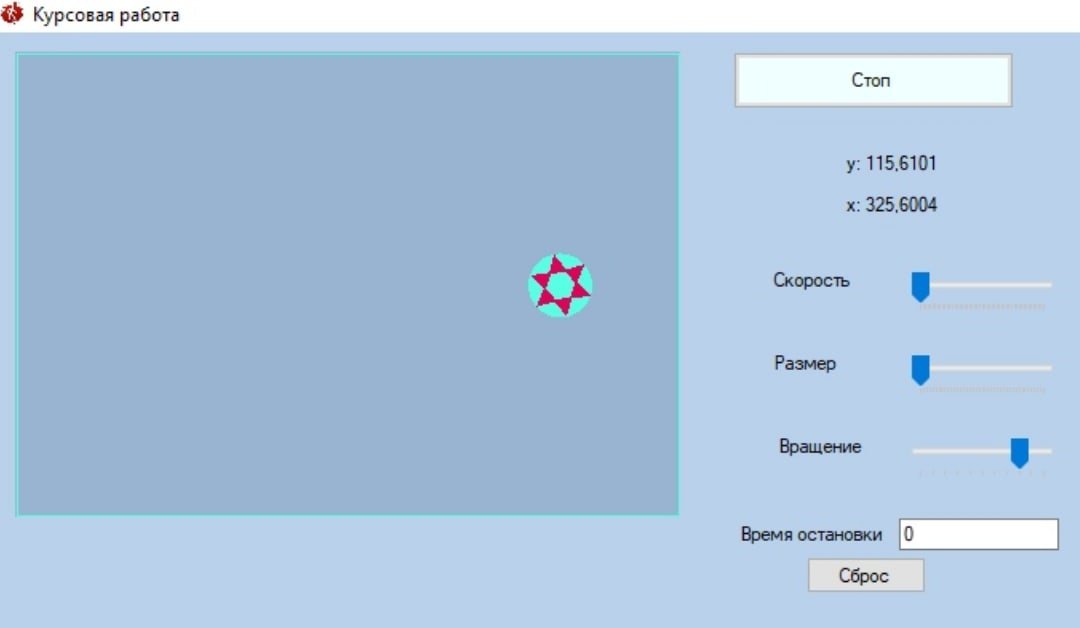 Курсовая работа
Стоп
y: 115,6101
x: 325,6004
Скорость
Размер
Вращение
Время остановки 0
Сброс